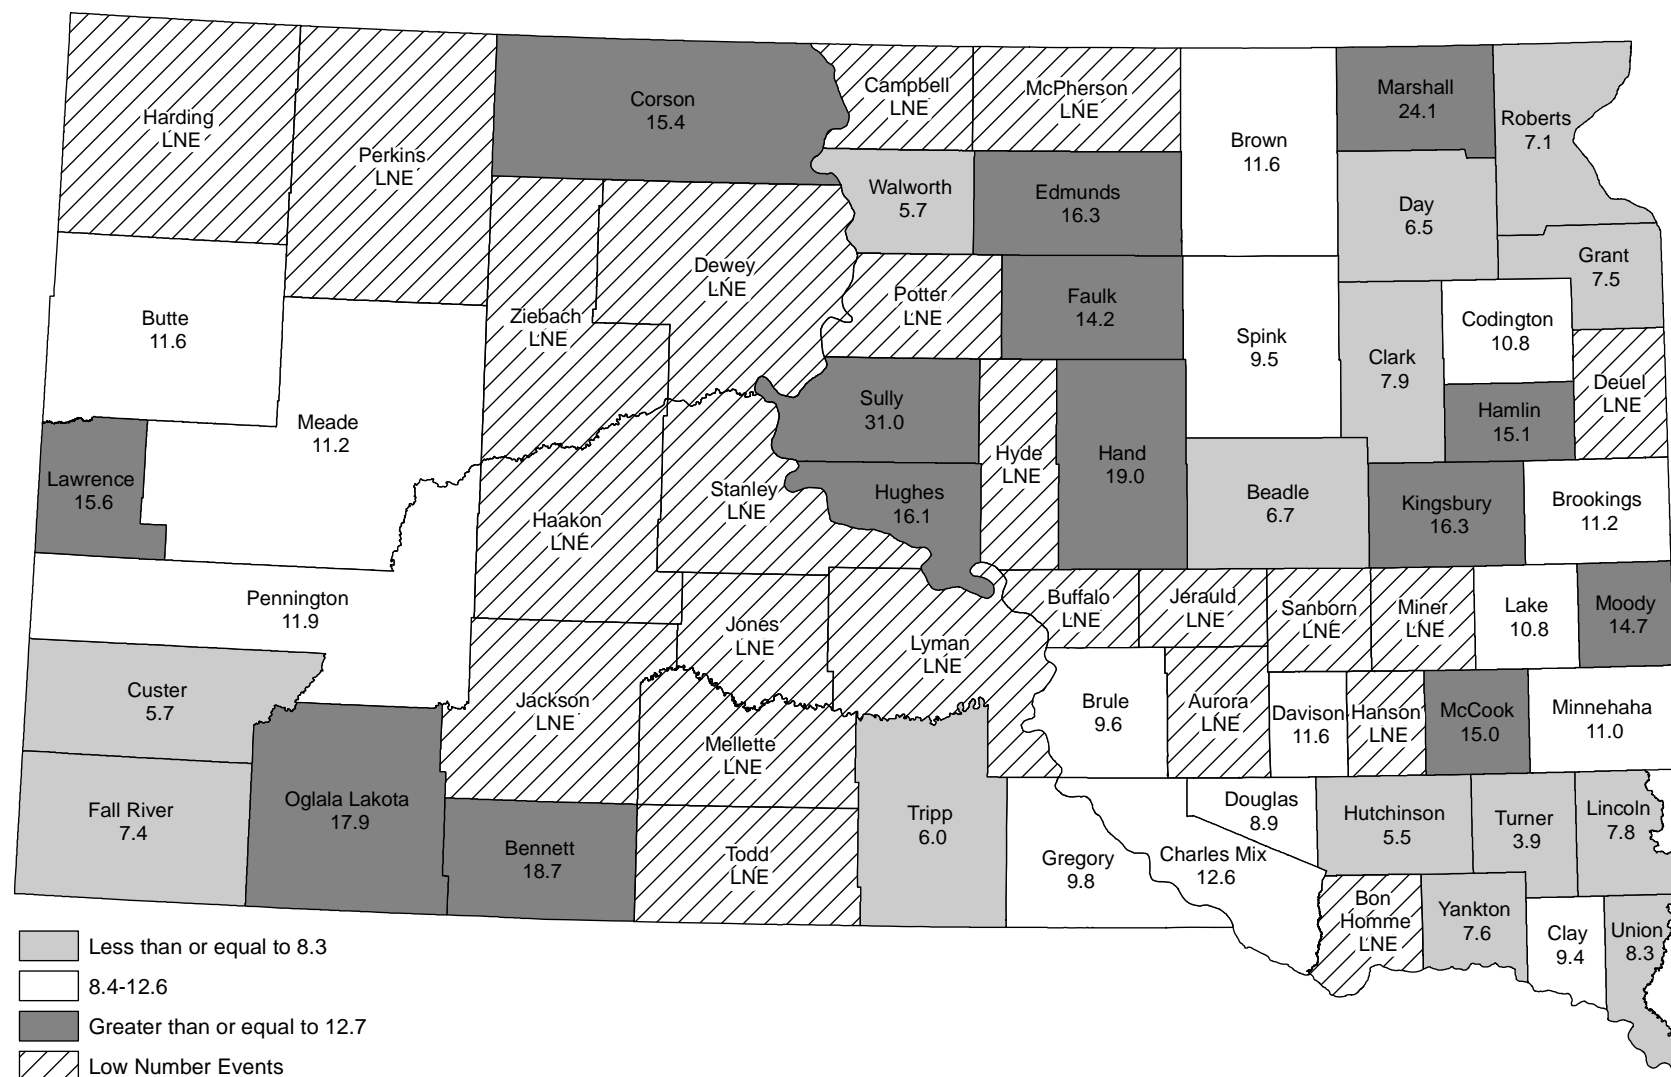 Harding
LNE
Perkins
LNE
Corson
15.4
Campbell
LNE
McPherson
LNE
Brown
11.6
Marshall
24.1
Roberts
7.1
Walworth
5.7
Edmunds
16.3
Day
6.5
Grant
7.5
Butte
11.6
Ziebach
LNE
Dewey
LNE
Potter
LNE
Faulk
14.2
Spink
9.5
Clark
7.9
Codington
10.8
Deuel
LNE
Hamlin
15.1
Meade
11.2
Lawrence
15.6
Sully
31.0
Hyde
LNE
Hand
19.0
Haakon
LNE
Stanley
LNE
Hughes
16.1
Beadle
6.7
Kingsbury
16.3
Brookings
11.2
Pennington
11.9
Jones
LNE
Lyman
LNE
Buffalo
LNE
Jerauld
LNE
Sanborn
LNE
Miner
LNE
Lake
10.8
Moody
14.7
Custer
5.7
Jackson
LNE
Mellette
LNE
Brule
9.6
Aurora
LNE
Davison
11.6
Hanson
LNE
McCook
15.0
Minnehaha
11.0
Fall River
7.4
Oglala Lakota
17.9
Bennett
18.7
Todd
LNE
Tripp
6.0
Gregory
9.8
Charles Mix
12.6
Douglas
8.9
Hutchinson
5.5
Turner
3.9
Lincoln
7.8
Bon
Homme
LNE
Yankton
7.6
Clay
9.4
Union
8.3
Less than or equal to 8.3
8.4-12.6
Greater than or equal to 12.7
Low Number Events